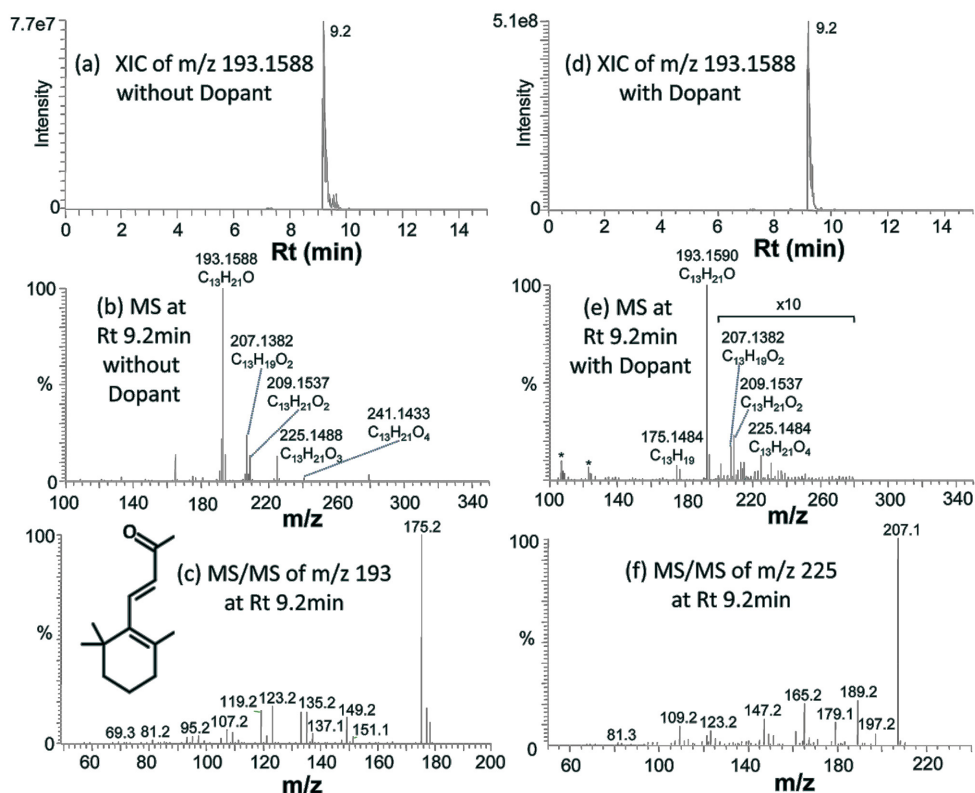 7.7e7
9.2
(a) XIC of m/z 193.1588
without Dopant
Intensity
0
0 2 4 6 8 10 12 14
Rt (min)
5.1e8
9.2
(d) XIC of m/z 193.1588
with Dopant
Intensity
0
0 2 4 6 8 10 12 14
Rt (min)
193.1588
C₁₃H₂₁O
100
(b) MS at
Rt 9.2min
without
Dopant
207.1382
C₁₃H₁₉O₂
209.1537
C₁₃H₂₁O₂
225.1488
C₁₃H₂₁O₃
241.1433
C₁₃H₂₁O₄
%
0
100 140 180 220 260 300 340
m/z
193.1590
C₁₃H₂₁O
100
(e) MS at
Rt 9.2min
with Dopant
x10
207.1382
C₁₃H₁₉O₂
209.1537
C₁₃H₂₁O₂
225.1484
C₁₃H₂₁O₄
175.1484
C₁₃H₁₉
* *
%
0
100 140 180 220 260 300 340
m/z
175.2
100
O
(c) MS/MS of m/z 193
at Rt 9.2min
%
119.2 123.2 135.2 149.2
69.3 81.2 95.2 107.2 137.1 151.1
0
60 80 100 120 140 160 180 200
m/z
207.1
100
(f) MS/MS of m/z 225
at Rt 9.2min
%
165.2 189.2
109.2 123.2 147.2 179.1 197.2
81.3
0
60 100 140 180 220
m/z